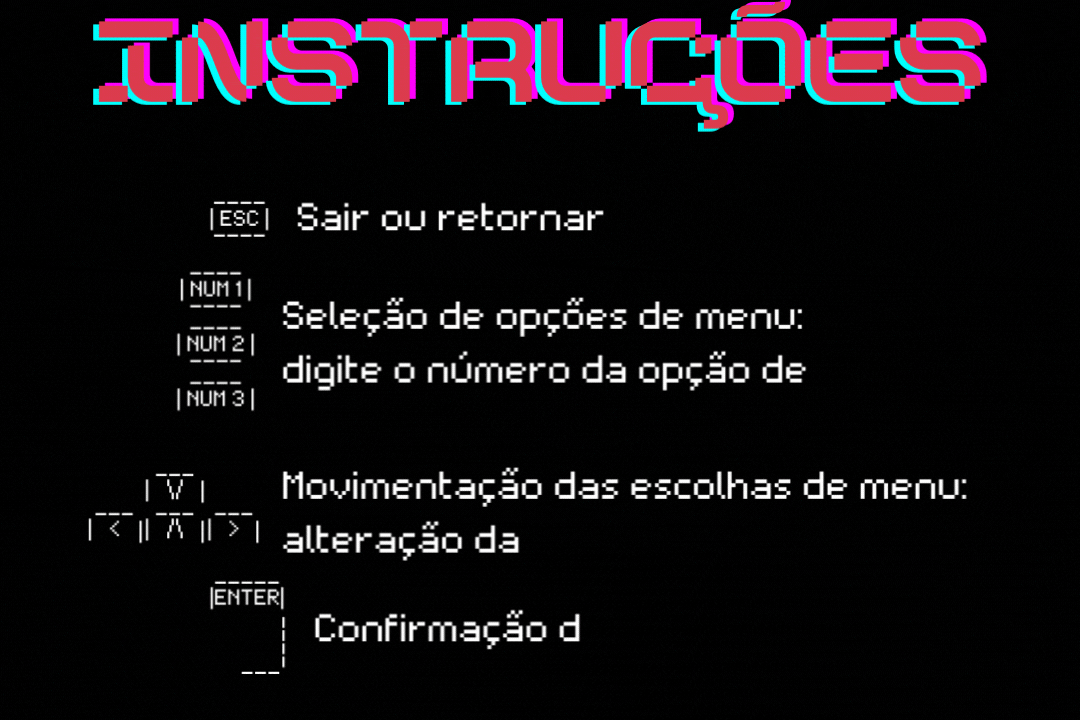 INSTRUÇÕES
ESC Sair ou retornar
NUM 1
Seleção de opções de menu:
NUM 2
digite o número da opção de
NUM 3
Movimentação das escolhas de menu:
< >
alteração da
ENTER
Confirmação d